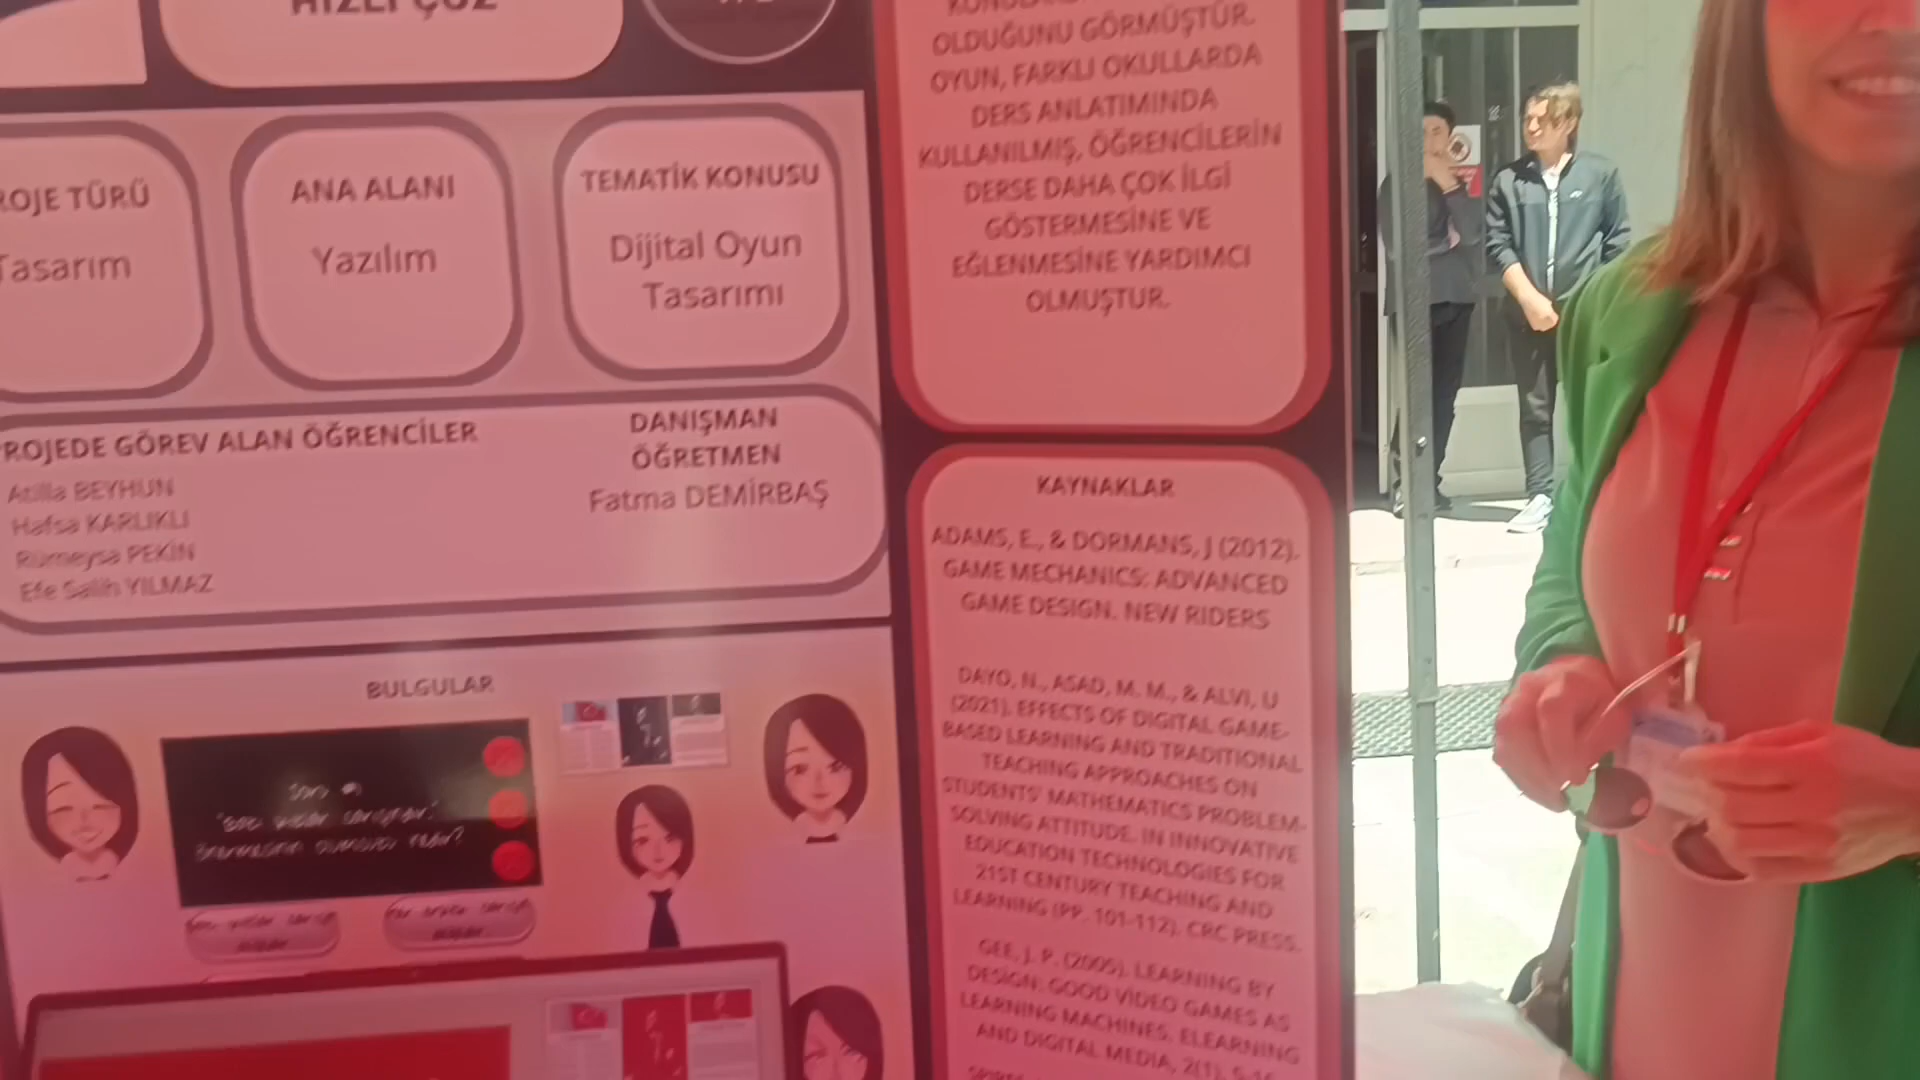 HIZLI ÇÖZ
ROJE TÜRÜ
Tasarım
ANA ALANI
Yazılım
TEMATİK KONUSU
Dijital Oyun
Tasarımı
ROJEDE GÖREV ALAN ÖĞRENCİLER
Atilla BEYHUN
Hafsa KARLIKLI
Rümeysa PEKİN
Efe Salih YILMAZ
DANIŞMAN
ÖĞRETMEN
Fatma DEMİRBAŞ
BULGULAR
OLDUĞUNU GÖRMÜŞTÜR.
OYUN, FARKLI OKULLARDA
DERS ANLATIMINDA
KULLANILMIŞ, ÖĞRENCİLERİN
DERSE DAHA ÇOK İLGİ
GÖSTERMESİNE VE
EĞLENMESİNE YARDIMCI
OLMUŞTUR.
KAYNAKLAR
ADAMS, E., & DORMANS, J (2012).
GAME MECHANICS: ADVANCED
GAME DESIGN. NEW RIDERS
DAYO, N., ASAD, M. M., & ALVI, U
(2021). EFFECTS OF DIGITAL GAME-
BASED LEARNING AND TRADITIONAL
TEACHING APPROACHES ON
STUDENTS' MATHEMATICS PROBLEM-
SOLVING ATTITUDE. IN INNOVATIVE
EDUCATION TECHNOLOGIES FOR
21ST CENTURY TEACHING AND
LEARNING (PP. 101-112). CRC PRESS.
GEE, J. P. (2005). LEARNING BY
DESIGN: GOOD VİDEO GAMES AS
LEARNING MACHINES. ELEARNING
AND DIGITAL MEDIA, 2(1), 5-16